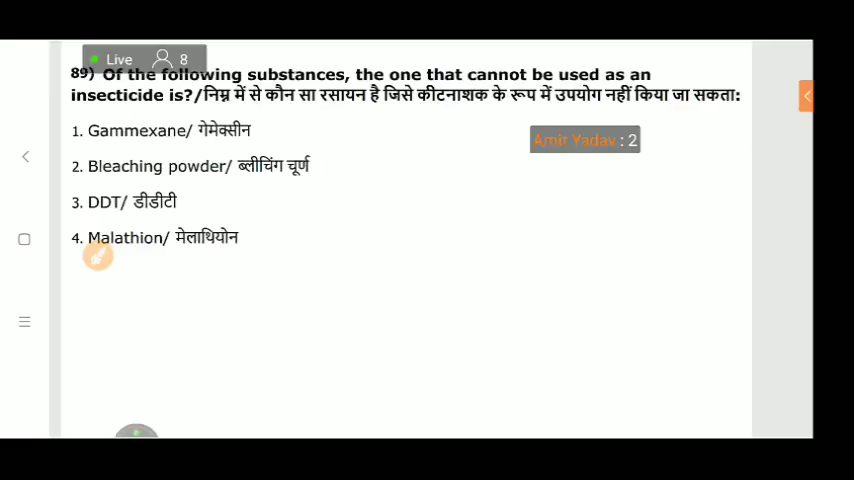 Live 8
89) Of the following substances, the one that cannot be used as an
insecticide is?/निम्न में से कौन सा रसायन है जिसे कीटनाशक के रूप में उपयोग नहीं किया जा सकता:
1. Gammexane/ गेमेक्सीन
Amit Yadav : 2
2. Bleaching powder/ ब्लीचिंग चूर्ण
3. DDT/ डीडीटी
4. Malathion/ मेलाथियोन